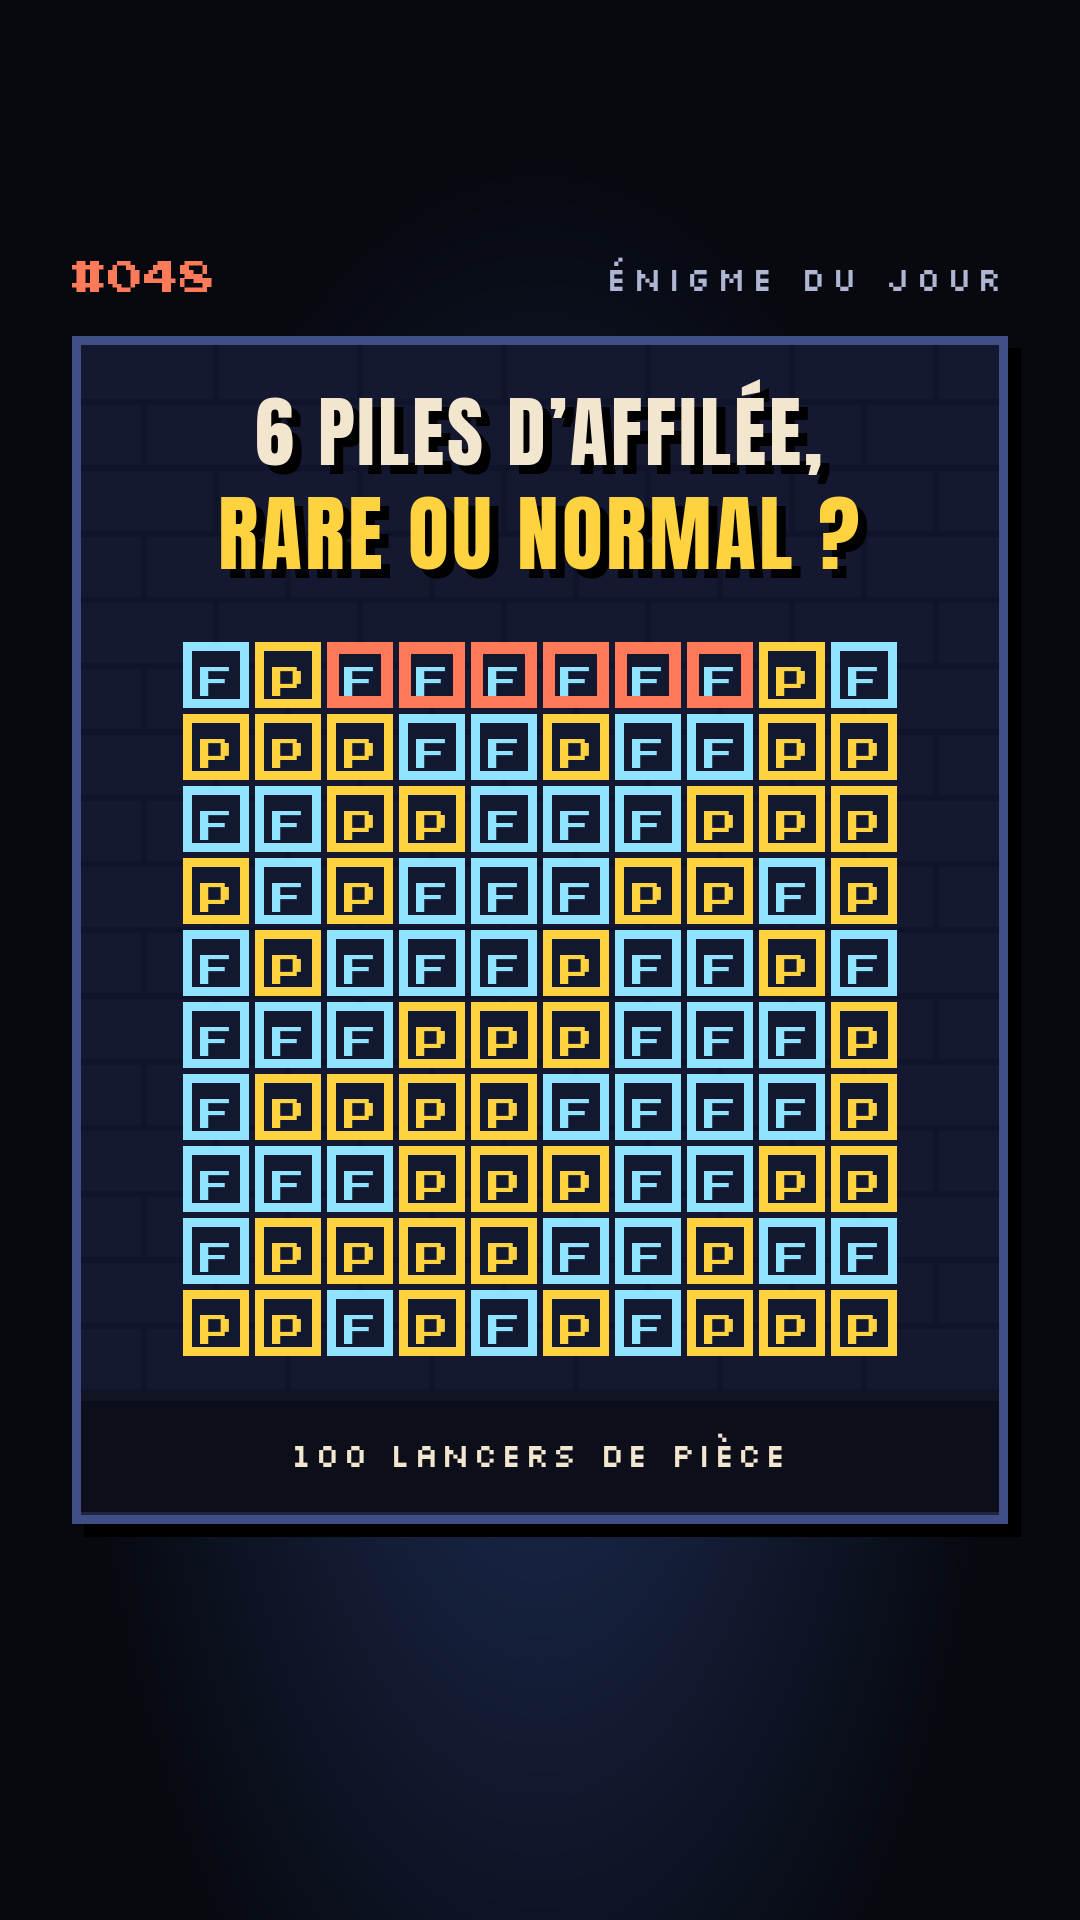 #048
ÉNIGME DU JOUR
6 PILES D’AFFILÉE,
RARE OU NORMAL ?
F P F F F F F F P F
P P P F F P F F P P
F F P P F F F P P P
P F P F F F P P F P
F P F F F P F F P F
F F F P P P F F F P
F P P P P F F F F P
F F F P P P F F P P
F P P P P F F P F F
P P F P F P F P P P
100 LANCERS DE PIÈCE